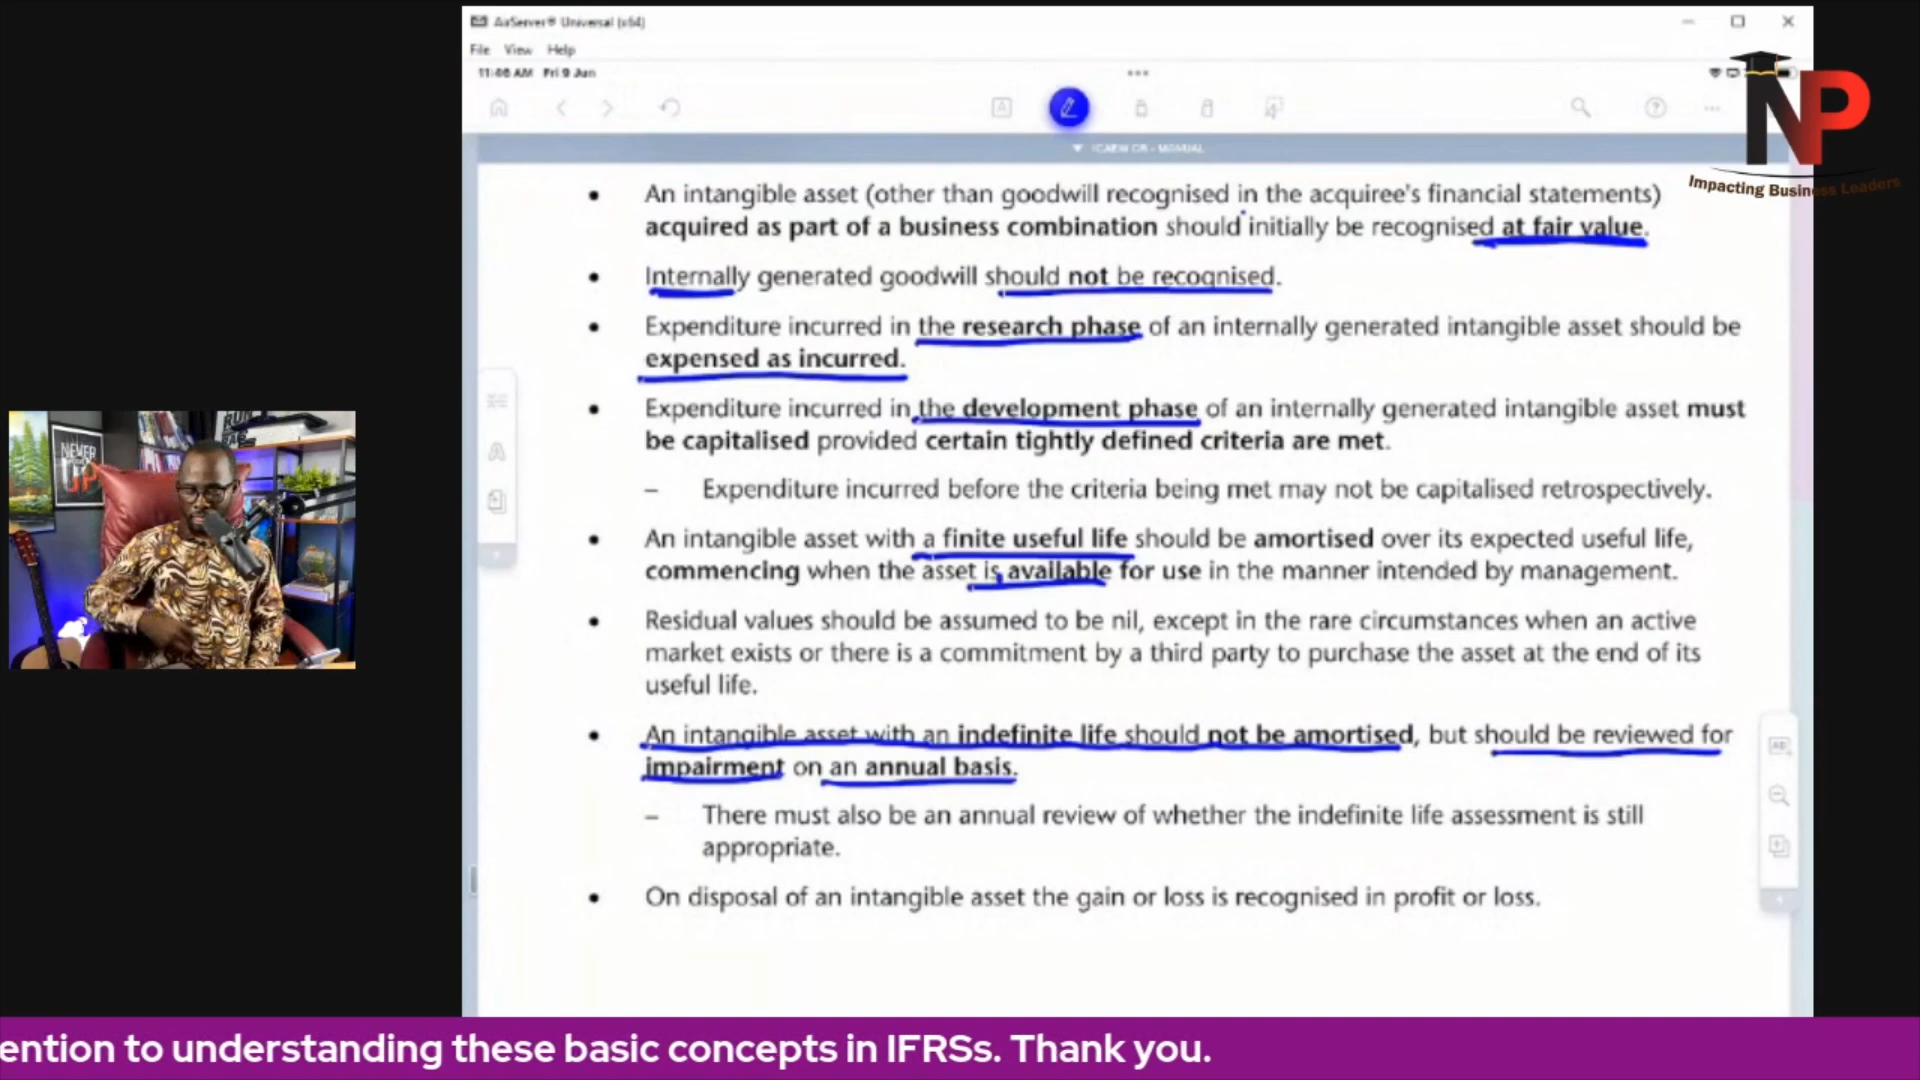 AirServer® Universal (x64)
File View Help
11:46 AM Fri 9 Jun
ICAEW CR - MANUAL
NP
Impacting Business Leaders
• An intangible asset (other than goodwill recognised in the acquiree's financial statements)
acquired as part of a business combination should initially be recognised at fair value.
• Internally generated goodwill should not be recognised.
• Expenditure incurred in the research phase of an internally generated intangible asset should be
expensed as incurred.
• Expenditure incurred in the development phase of an internally generated intangible asset must
be capitalised provided certain tightly defined criteria are met.
– Expenditure incurred before the criteria being met may not be capitalised retrospectively.
• An intangible asset with a finite useful life should be amortised over its expected useful life,
commencing when the asset is available for use in the manner intended by management.
• Residual values should be assumed to be nil, except in the rare circumstances when an active
market exists or there is a commitment by a third party to purchase the asset at the end of its
useful life.
• An intangible asset with an indefinite life should not be amortised, but should be reviewed for
impairment on an annual basis.
– There must also be an annual review of whether the indefinite life assessment is still
appropriate.
• On disposal of an intangible asset the gain or loss is recognised in profit or loss.
NEVER
UP
RUN
ention to understanding these basic concepts in IFRSs. Thank you.